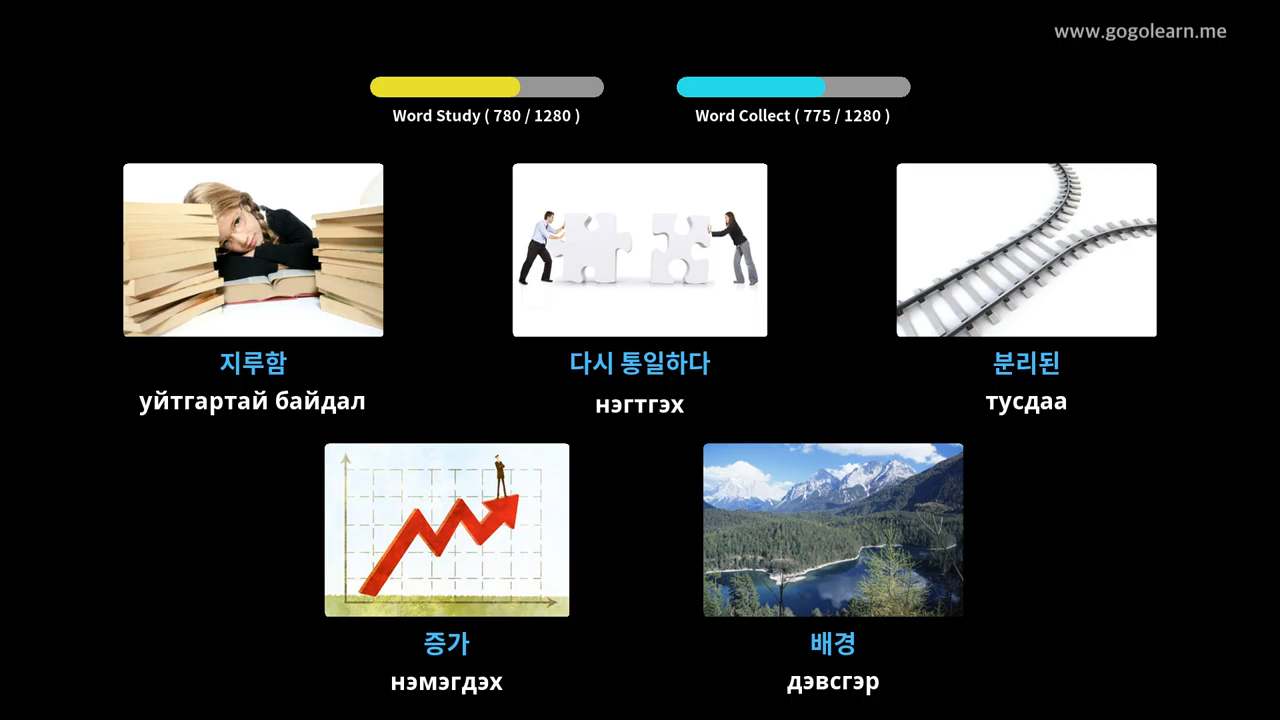 www.gogolearn.me
Word Study ( 780 / 1280 )
Word Collect ( 775 / 1280 )
지루함
уйтгартай байдал
다시 통일하다
нэгтгэх
분리된
тусдаа
증가
нэмэгдэх
배경
дэвсгэр